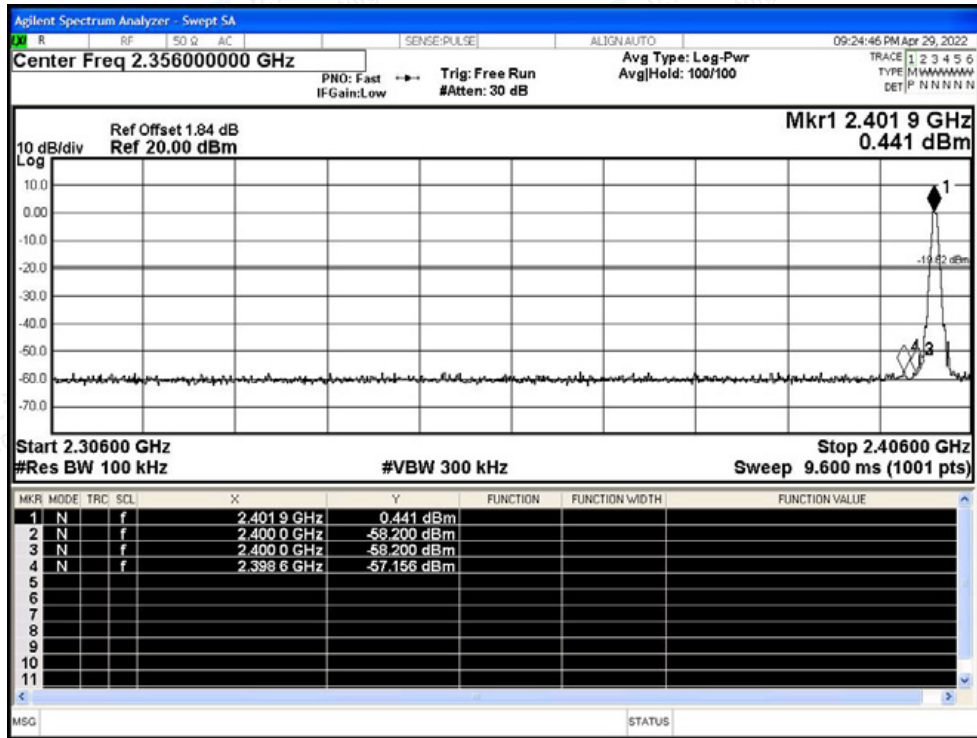 Agilent Spectrum Analyzer - Swept SA
R RF 50 Ω AC SENSE:PULSE ALIGN AUTO 09:24:46 PM Apr 29, 2022
Center Freq 2.356000000 GHz
PNO: Fast Trig: Free Run Avg Type: Log-Pwr TRACE 1 2 3 4 5 6
IFGain:Low #Atten: 30 dB Avg|Hold: 100/100 TYPE M W W W W W
DET P N N N N N
Ref Offset 1.84 dB Mkr1 2.401 9 GHz
10 dB/div Ref 20.00 dBm 0.441 dBm
Log
10.0
1
0.00
-10.0
-20.0
-19.62 dBm
-30.0
-40.0
-50.0
4 3
-60.0
-70.0
Start 2.30600 GHz Stop 2.40600 GHz
#Res BW 100 kHz #VBW 300 kHz Sweep 9.600 ms (1001 pts)
MKR MODE TRC SCL X Y FUNCTION FUNCTION WIDTH FUNCTION VALUE
1 N f 2.401 9 GHz 0.441 dBm
2 N f 2.400 0 GHz -58.200 dBm
3 N f 2.400 0 GHz -58.200 dBm
4 N f 2.398 6 GHz -57.156 dBm
5
6
7
8
9
10
11
MSG STATUS